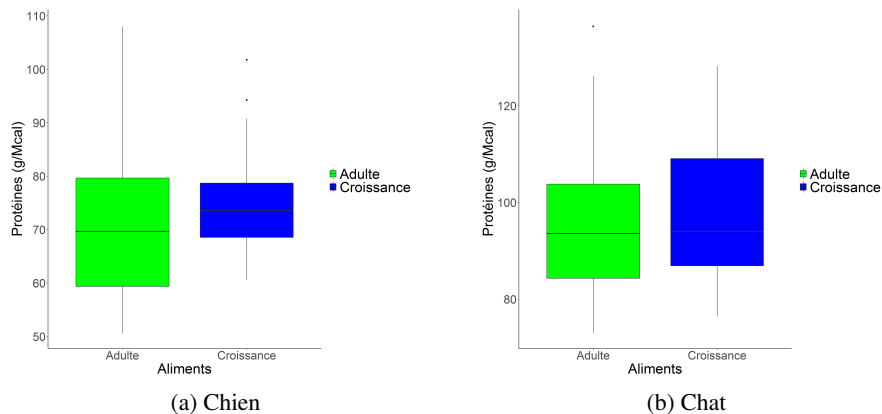 110
100
90
80
70
60
50
Protéines (g/Mcal)
Adulte
Croissance
Adulte Croissance
Aliments
(a) Chien
120
100
80
Protéines (g/Mcal)
Adulte
Croissance
Adulte Croissance
Aliments
(b) Chat